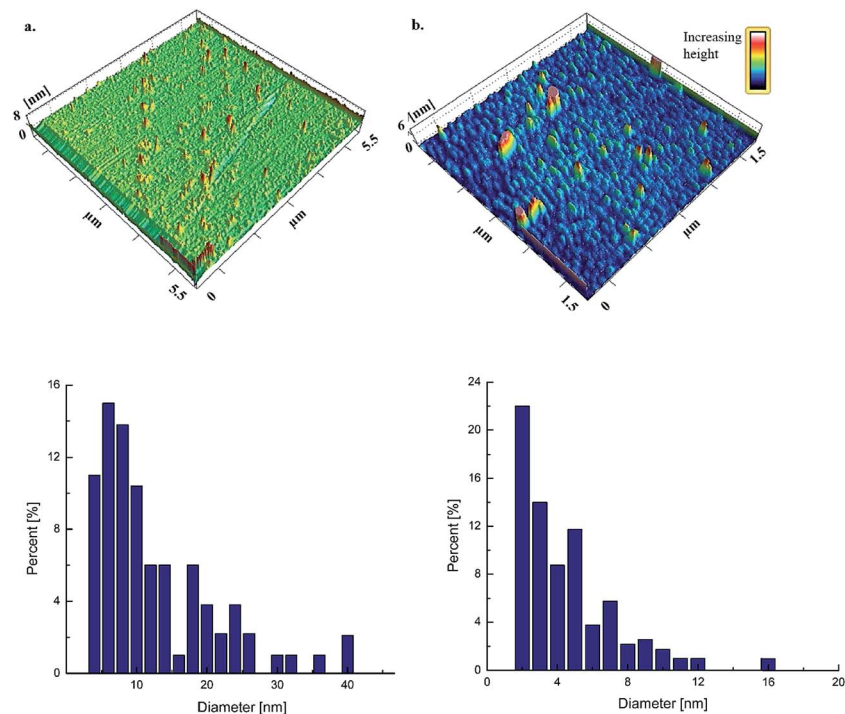 a.
8 [nm]
0
μm
5.5
0
μm
5.5
b.
Increasing
height
6 [nm]
0
μm
1.5
0
μm
1.5
16
12
8
4
0
Percent [%]
10
20
30
40
Diameter [nm]
24
20
16
12
8
4
0
Percent [%]
0
4
8
12
16
20
Diameter [nm]